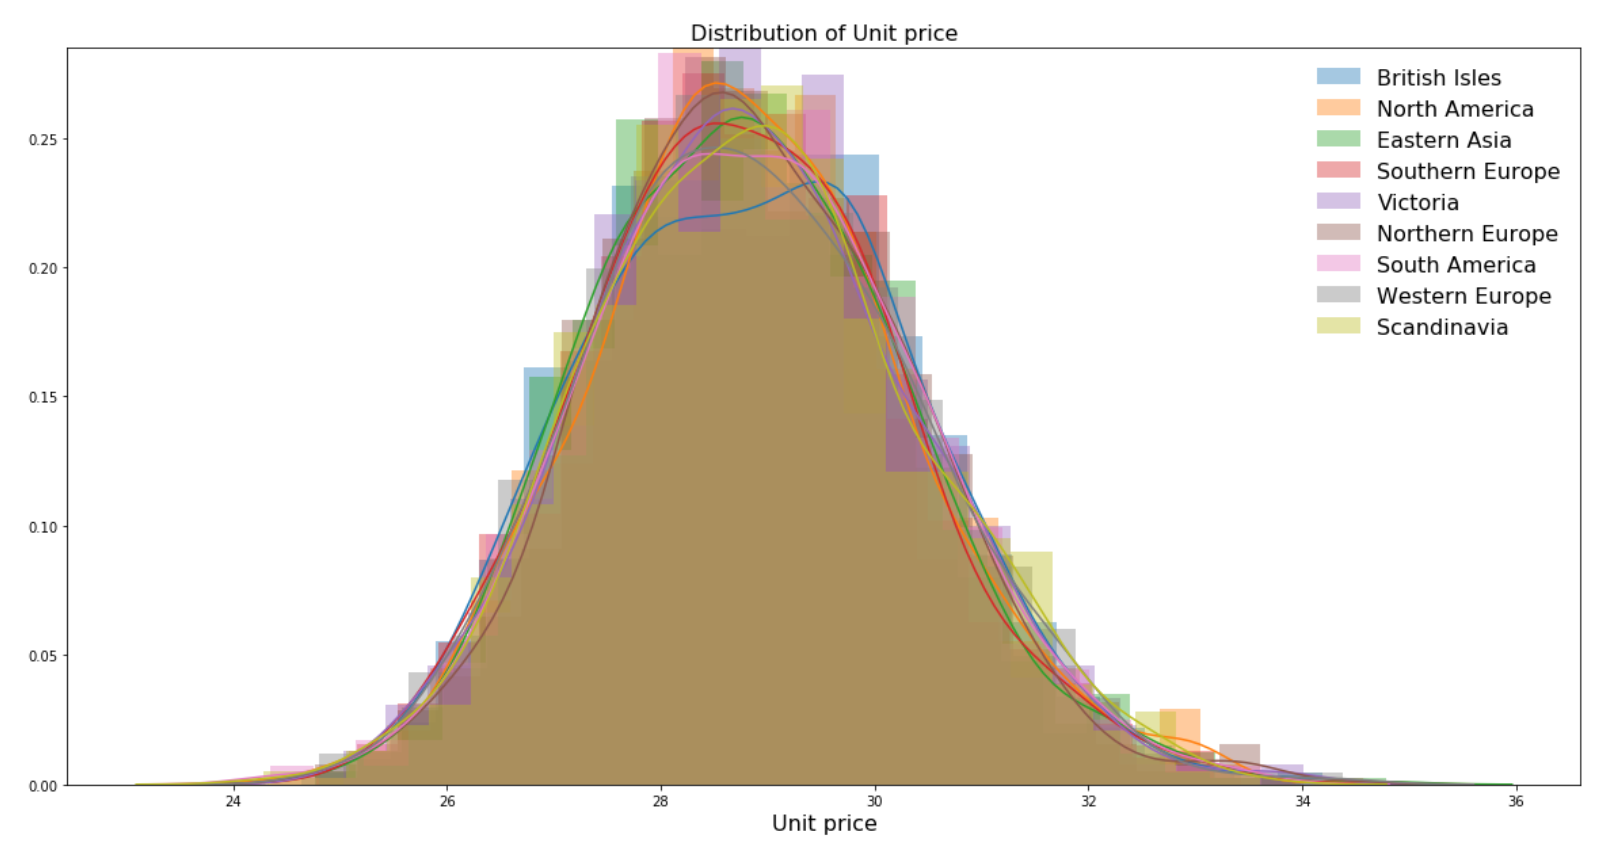 Distribution of Unit price
British Isles
North America
Eastern Asia
Southern Europe
Victoria
Northern Europe
South America
Western Europe
Scandinavia
0.25
0.20
0.15
0.10
0.05
0.00
24 26 28 30 32 34 36
Unit price